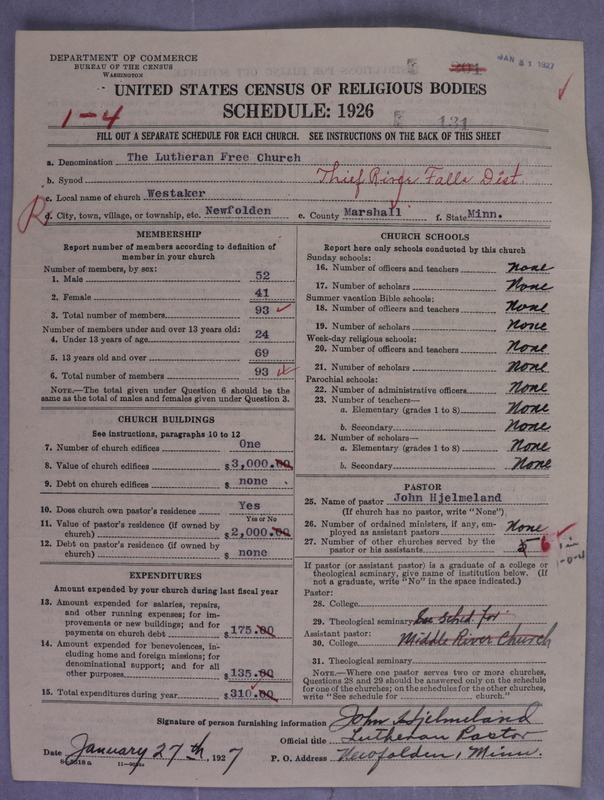 DEPARTMENT OF COMMERCE
BUREAU OF THE CENSUS
WASHINGTON
JAN 31 1927
UNITED STATES CENSUS OF RELIGIOUS BODIES
SCHEDULE: 1926
1-4
131
FILL OUT A SEPARATE SCHEDULE FOR EACH CHURCH. SEE INSTRUCTIONS ON THE BACK OF THIS SHEET
a. Denomination The Lutheran Free Church
b. Synod Thief River Falls Dist.
c. Local name of church Westaker
d. City, town, village, or township, etc. Newfolden e. County Marshall f. State Minn.
R
MEMBERSHIP
Report number of members according to definition of member in your church
Number of members, by sex:
1. Male 52
2. Female 41
3. Total number of members 93
Number of members under and over 13 years old:
4. Under 13 years of age 24
5. 13 years old and over 69
6. Total number of members 93
NOTE.—The total given under Question 6 should be the same as the total of males and females given under Question 3.
CHURCH BUILDINGS
See instructions, paragraphs 10 to 12
7. Number of church edifices One
8. Value of church edifices $3,000.00
9. Debt on church edifices $ none
10. Does church own pastor's residence Yes
Yes or No
11. Value of pastor's residence (if owned by church) $2,000.00
12. Debt on pastor's residence (if owned by church) $ none
EXPENDITURES
Amount expended by your church during last fiscal year
13. Amount expended for salaries, repairs, and other running expenses; for improvements or new buildings; and for payments on church debt $175.00
14. Amount expended for benevolences, including home and foreign missions; for denominational support; and for all other purposes $135.00
15. Total expenditures during year $310.00
CHURCH SCHOOLS
Report here only schools conducted by this church
Sunday schools:
16. Number of officers and teachers None
17. Number of scholars None
Summer vacation Bible schools:
18. Number of officers and teachers None
19. Number of scholars None
Week-day religious schools:
20. Number of officers and teachers None
21. Number of scholars None
Parochial schools:
22. Number of administrative officers None
23. Number of teachers—
a. Elementary (grades 1 to 8) None
b. Secondary None
24. Number of scholars—
a. Elementary (grades 1 to 8) None
b. Secondary None
PASTOR
25. Name of pastor John Hjelmeland
(If church has no pastor, write "None")
26. Number of ordained ministers, if any, employed as assistant pastors None
27. Number of other churches served by the pastor or his assistants 5 6
If pastor (or assistant pastor) is a graduate of a college or theological seminary, give name of institution below. (If not a graduate, write "No" in the space indicated.)
Pastor:
28. College
29. Theological seminary See Sched. for
Assistant pastor:
30. College Middle River Church
31. Theological seminary
NOTE.—Where one pastor serves two or more churches, Questions 28 and 29 should be answered only on the schedule for one of the churches; on the schedules for the other churches, write "See schedule for church."
Signature of person furnishing information John Hjelmeland
Official title Lutheran Pastor
Date January 27th, 1927 P. O. Address Newfolden, Minn.